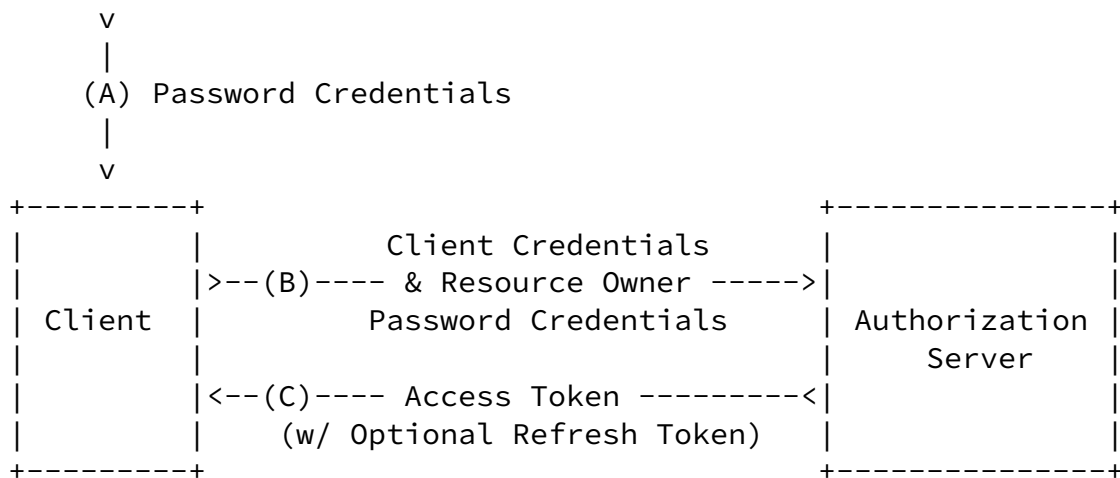 v
|
(A) Password Credentials
|
v
+---------+                                  +---------------+
|         |          Client Credentials      |               |
|         |>--(B)---- & Resource Owner ----->|               |
| Client  |         Password Credentials     | Authorization |
|         |                                  |     Server    |
|         |<--(C)---- Access Token ---------<|               |
|         |    (w/ Optional Refresh Token)   |               |
+---------+                                  +---------------+